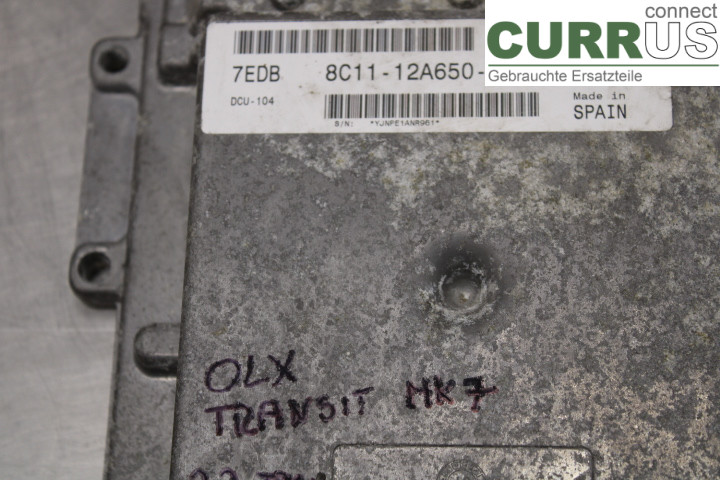 connect
CURRUS
Gebrauchte Ersatzteile
7EDB 8C11-12A650-
DCU-104
Made in
SPAIN
S/N: *YJNPE1ANR961*
OLX
TRANSIT MK7